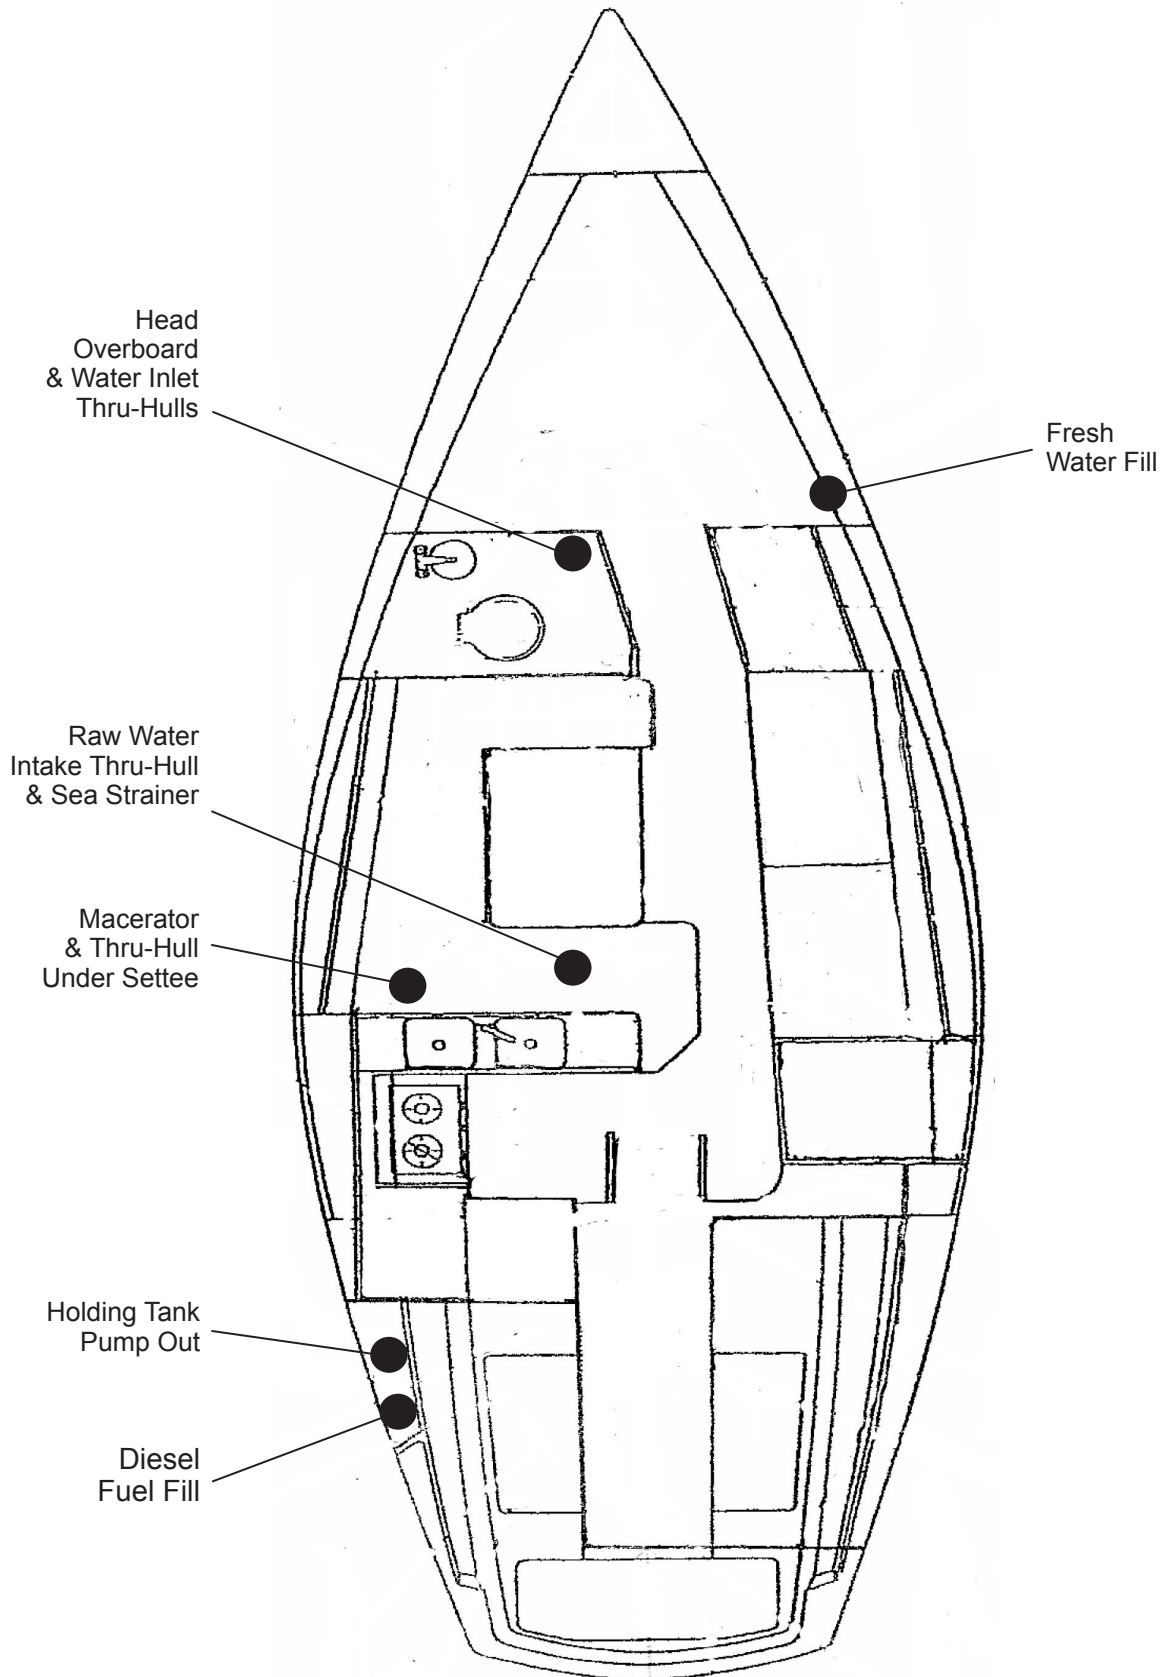 Head
Overboard
& Water Inlet
Thru-Hulls
Fresh
Water Fill
Raw Water
Intake Thru-Hull
& Sea Strainer
Macerator
& Thru-Hull
Under Settee
Holding Tank
Pump Out
Diesel
Fuel Fill